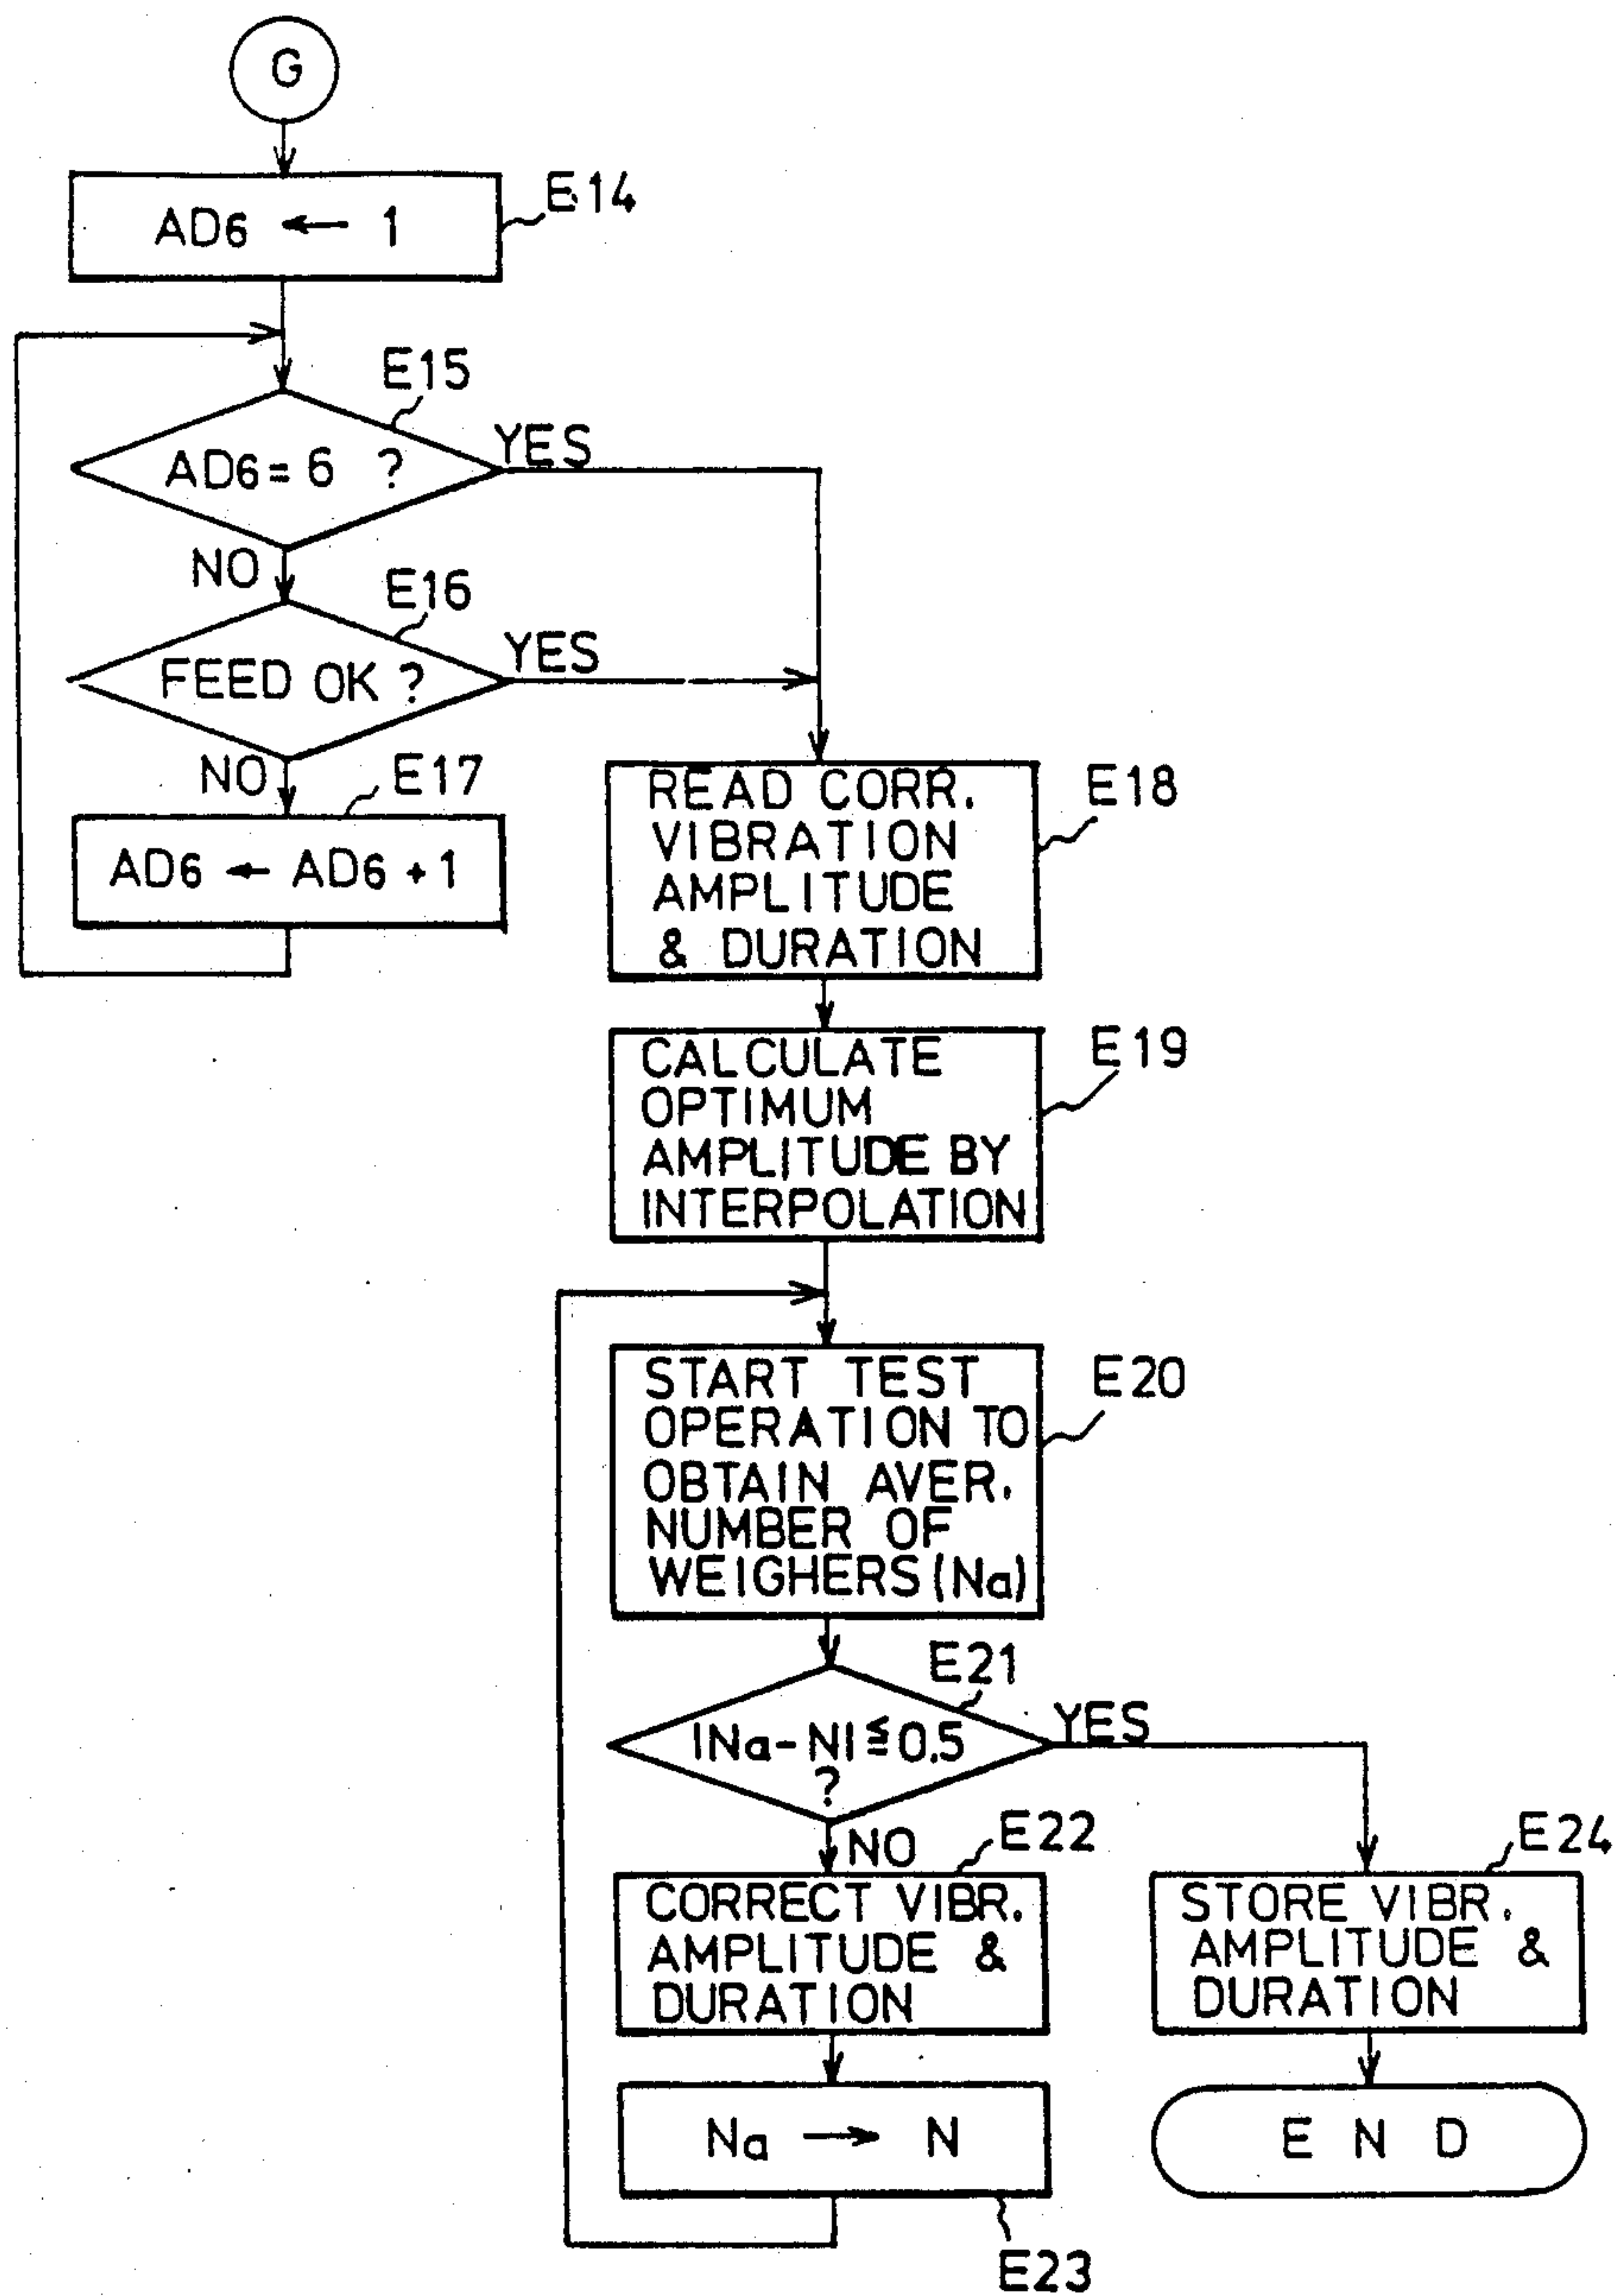 G
AD6 ← 1
E14
E15
AD6 = 6 ?
YES
NO
E16
FEED OK ?
YES
NO
E17
AD6 ← AD6 + 1
READ CORR.
VIBRATION
AMPLITUDE
& DURATION
E18
CALCULATE
OPTIMUM
AMPLITUDE BY
INTERPOLATION
E19
START TEST
OPERATION TO
OBTAIN AVER.
NUMBER OF
WEIGHERS (Na)
E20
E21
|Na - N| ≦ 0.5
?
YES
NO
E22
CORRECT VIBR.
AMPLITUDE &
DURATION
E24
STORE VIBR.
AMPLITUDE &
DURATION
Na → N
E23
END